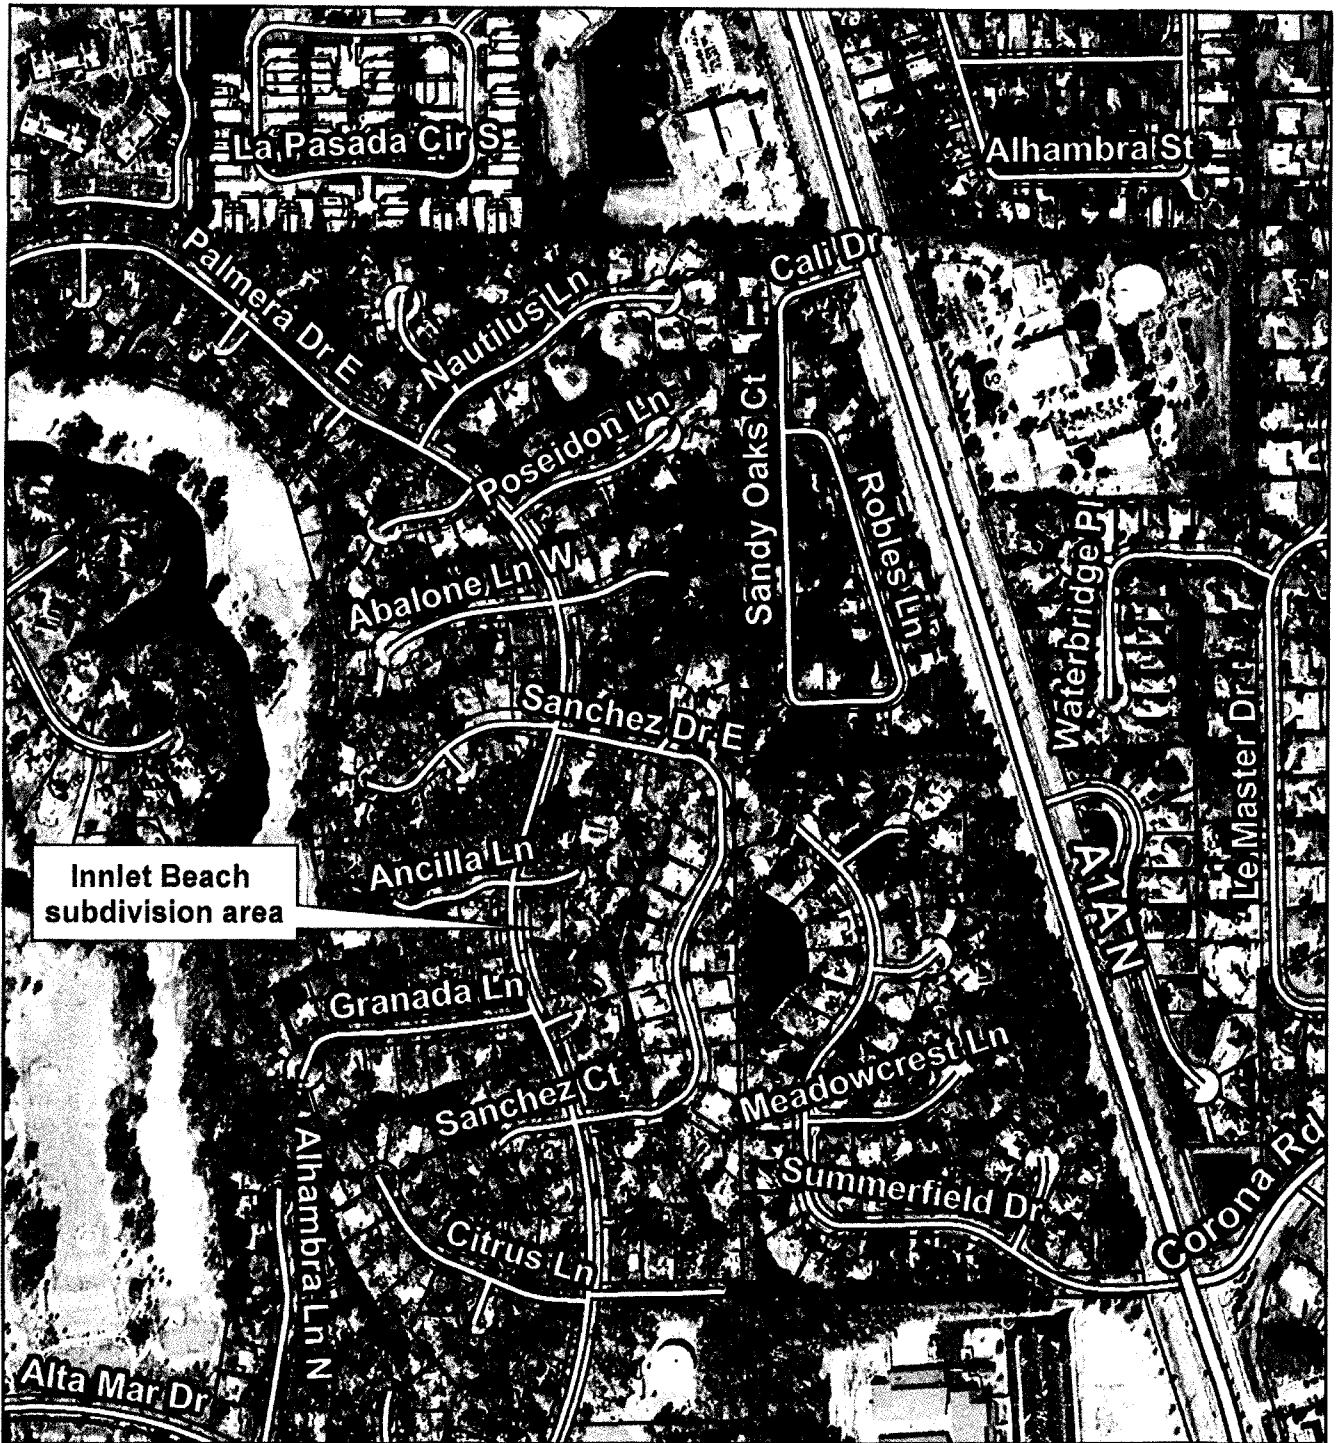 La Pasada Cir S
Alhambra St
Palmera Dr E
Cali Dr
Nautilus Ln
Poseidon Ln
Sandy Oaks Ct
Robles Ln
Abalone Ln W
Waterbridge Pl
Sanchez Dr E
Le Master Dr
Ancilla Ln
A1A N
Innlet Beach
subdivision area
Granada Ln
Meadowcrest Ln
Sanchez Ct
Alhambra Ln N
Summerfield Dr
Corona Rd
Citrus Ln
Alta Mar Dr